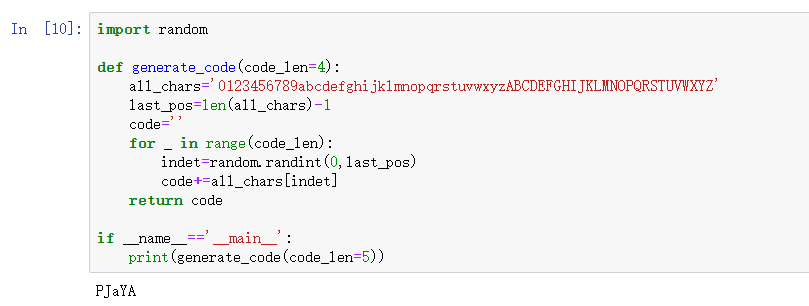 In [10]: import random
def generate_code(code_len=4):
    all_chars='0123456789abcdefghijklmnopqrstuvwxyzABCDEFGHIJKLMNOPQRSTUVWXYZ'
    last_pos=len(all_chars)-1
    code=''
    for _ in range(code_len):
        indet=random.randint(0,last_pos)
        code+=all_chars[indet]
    return code
if __name__=='__main__':
    print(generate_code(code_len=5))
PJaYA